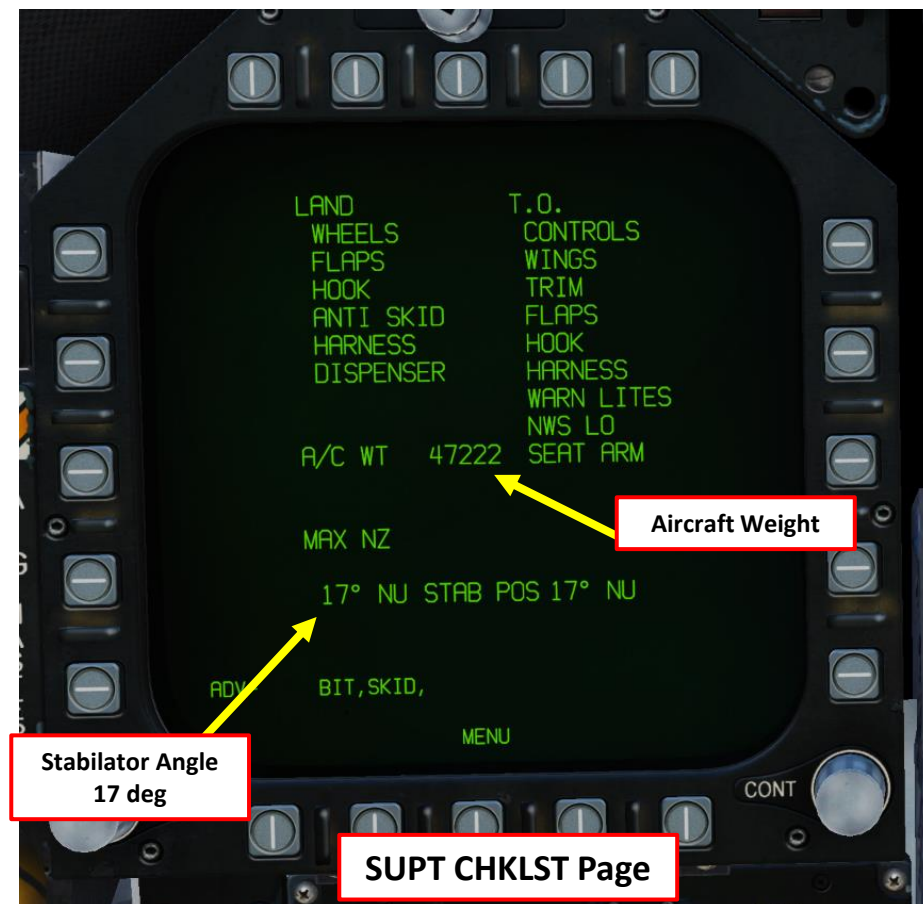 LAND
WHEELS
FLAPS
HOOK
ANTI SKID
HARNESS
DISPENSER
T.O.
CONTROLS
WINGS
TRIM
FLAPS
HOOK
HARNESS
WARN LITES
NWS LO
SEAT ARM
A/C WT 47222
Aircraft Weight
MAX NZ
17° NU STAB POS 17° NU
BIT,SKID,
MENU
Stabilator Angle
17 deg
CONT
SUPT CHKLST Page